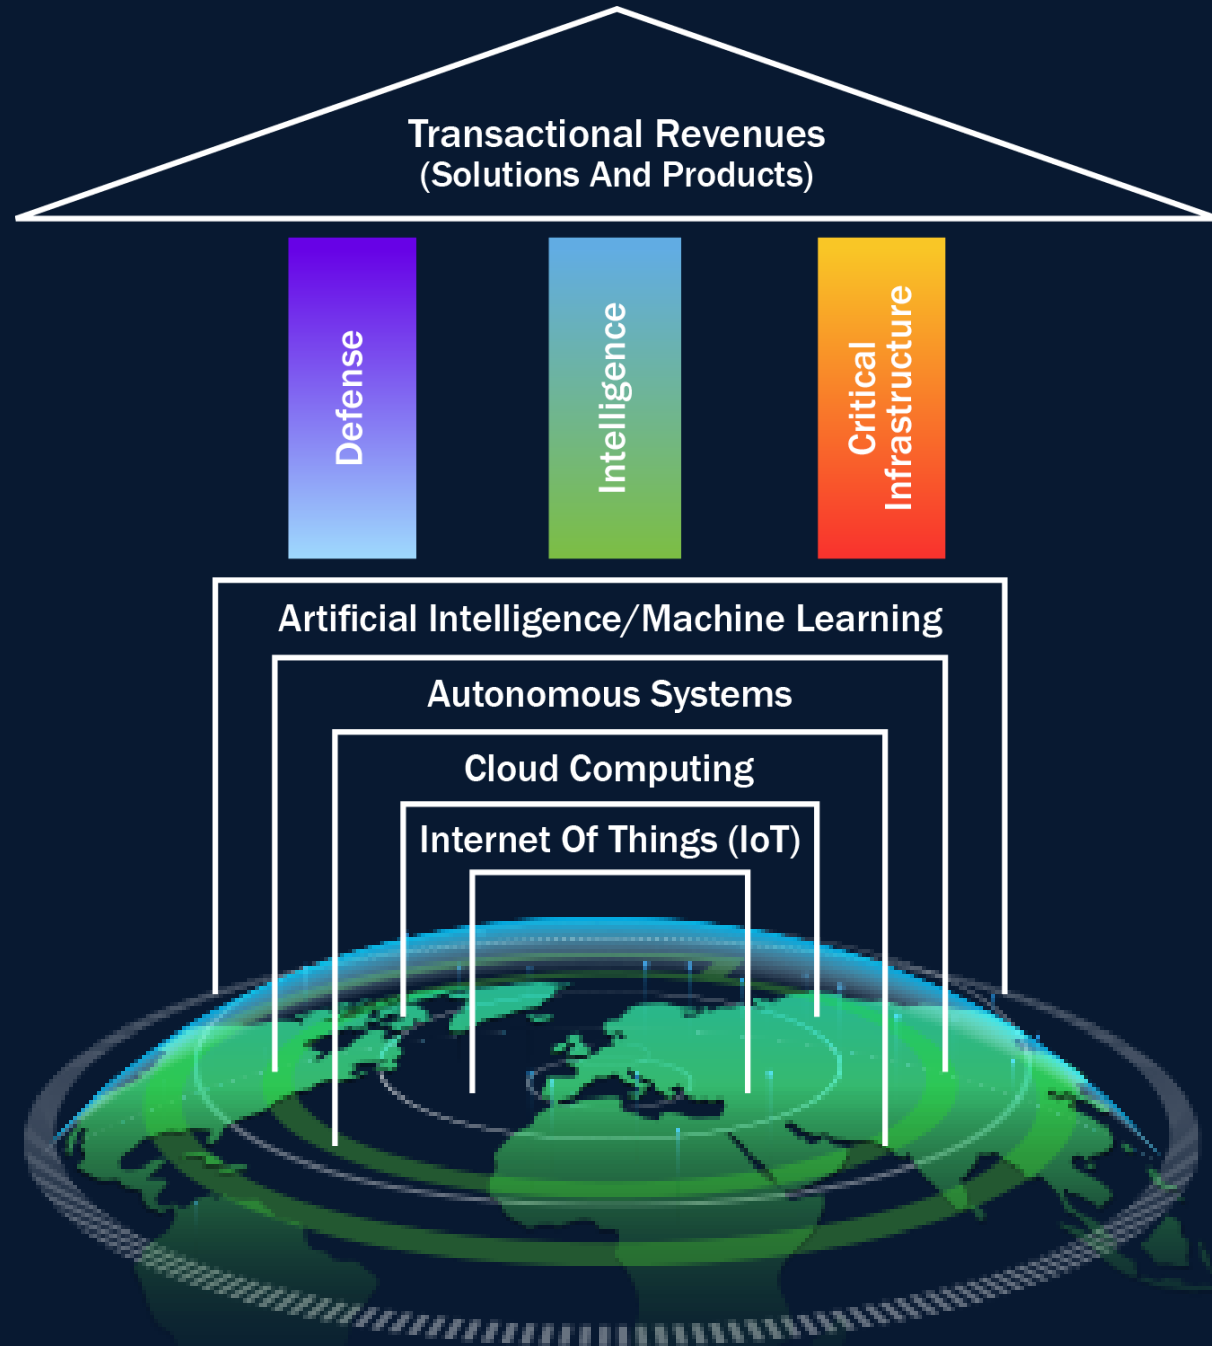 Transactional Revenues
(Solutions And Products)
Defense
Intelligence
Critical
Infrastructure
Artificial Intelligence/Machine Learning
Autonomous Systems
Cloud Computing
Internet Of Things (IoT)